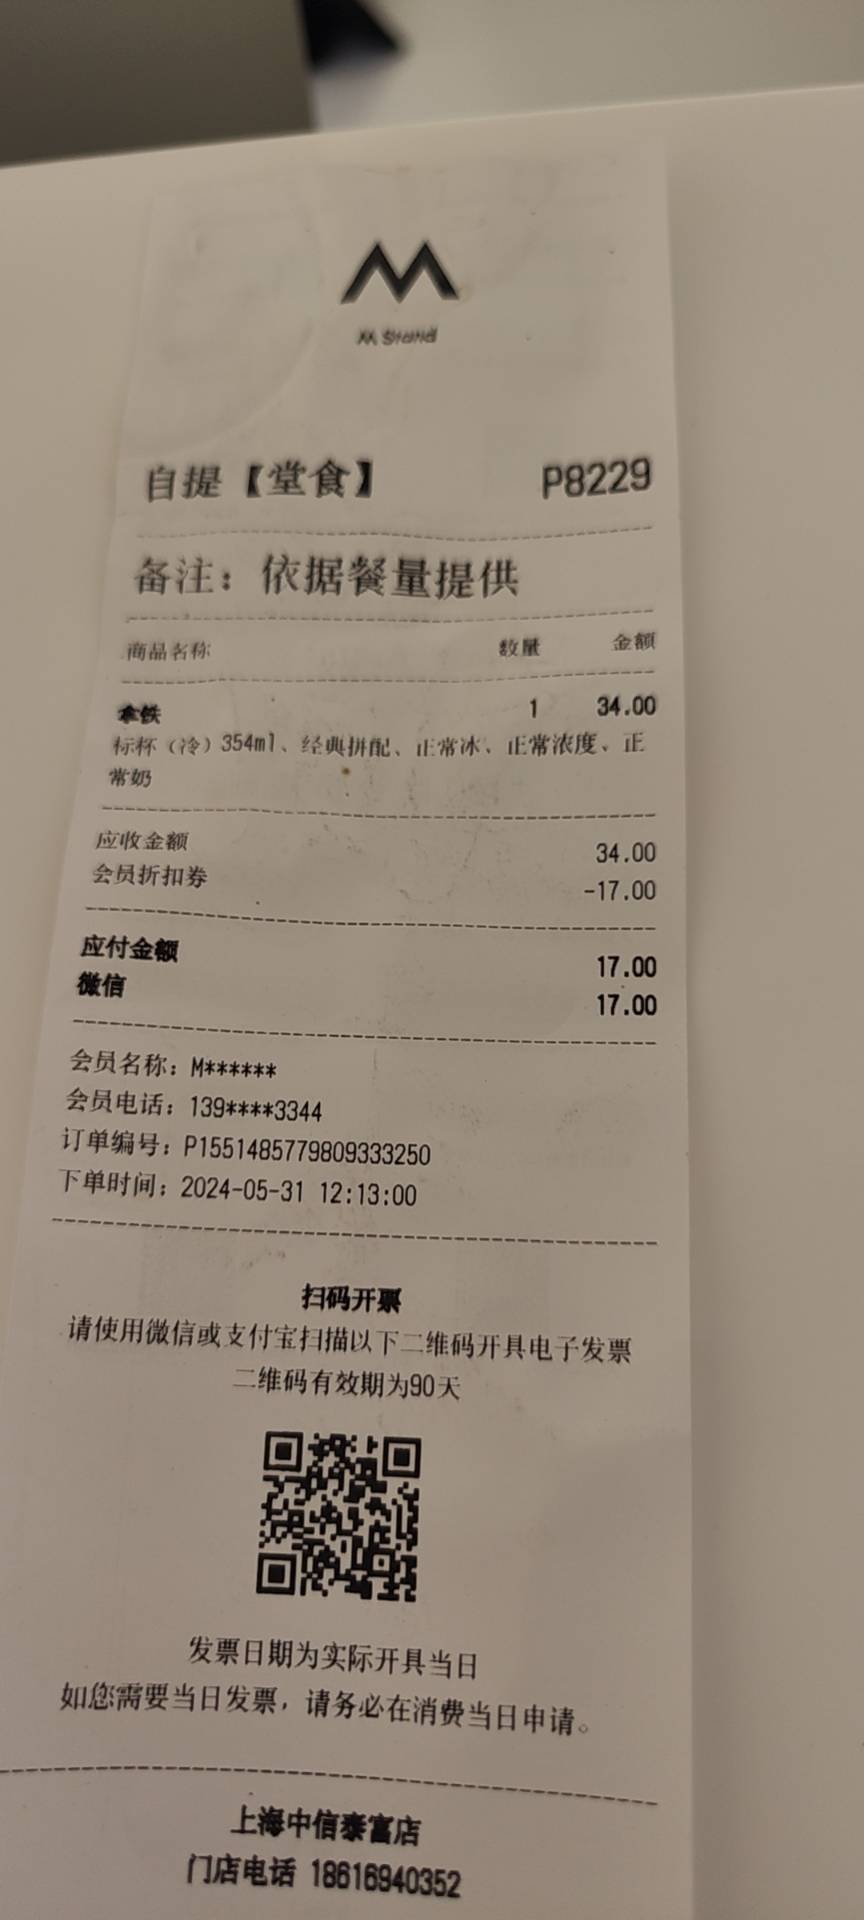 M Stand
自提【堂食】 P8229
备注：依据餐量提供
商品名称 数量 金额
拿铁 1 34.00
标杯（冷）354ml、经典拼配、正常冰、正常浓度、正
常奶
应收金额 34.00
会员折扣券 -17.00
应付金额 17.00
微信 17.00
会员名称：M******
会员电话：139****3344
订单编号：P1551485779809333250
下单时间：2024-05-31 12:13:00
扫码开票
请使用微信或支付宝扫描以下二维码开具电子发票
二维码有效期为90天
发票日期为实际开具当日
如您需要当日发票，请务必在消费当日申请。
上海中信泰富店
门店电话 18616940352